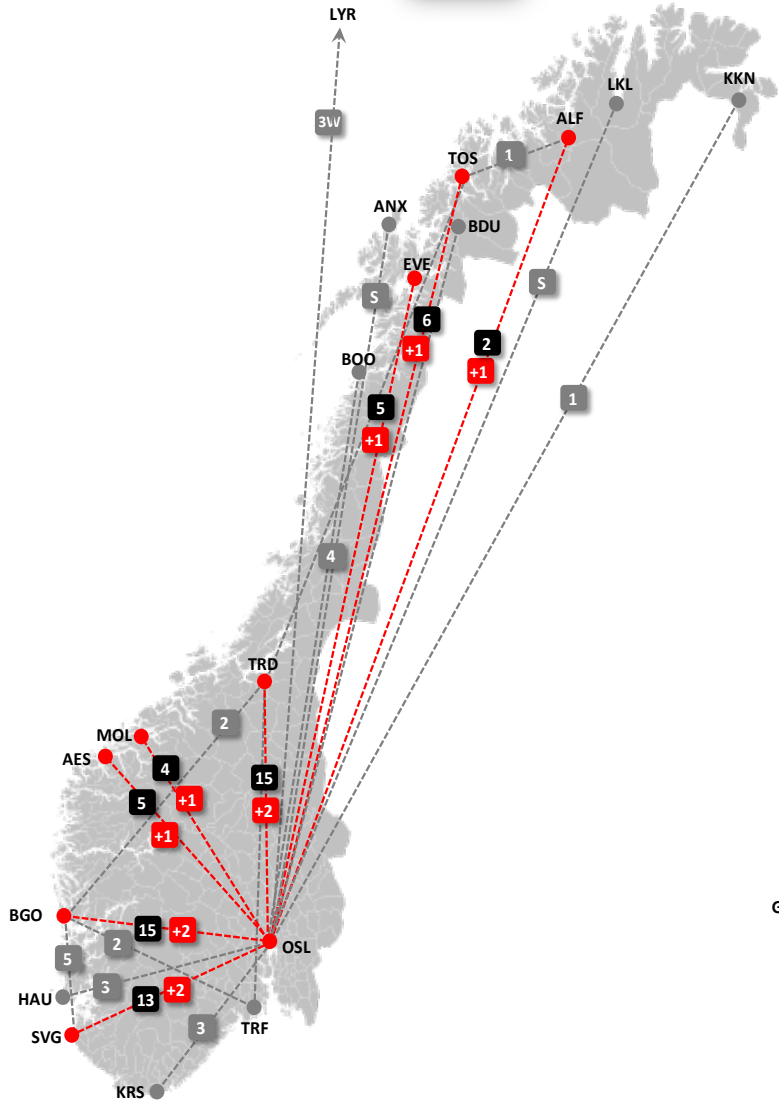 LYR
3W
KKN
LKL
ALF
1
TOS
ANX
BDU
EVE
S
S
6
+1
2
+1
BOO
1
5
+1
4
TRD
2
MOL
AES
4
15
5
+1
+2
+1
BGO
15
+2
2
OSL
5
3
+2
HAU
13
TRF
3
SVG
KRS